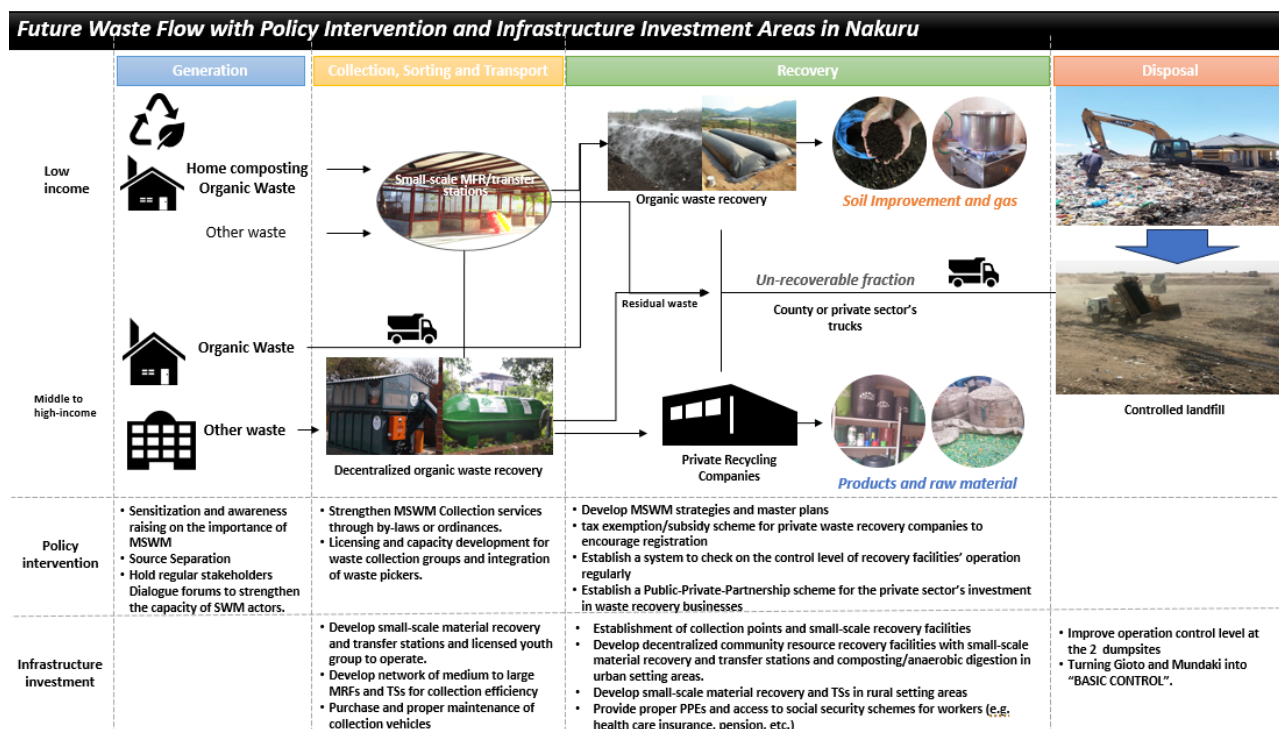 Future Waste Flow with Policy Intervention and Infrastructure Investment Areas in Nakuru
Generation
Collection, Sorting and Transport
Recovery
Disposal
Low
income
Home composting
Organic Waste
Other waste
Small-scale MFR/transfer
stations
Organic waste recovery
Soil Improvement and gas
Un-recoverable fraction
Residual waste
County or private sector's
trucks
Middle to
high-income
Organic Waste
Other waste
Decentralized organic waste recovery
Private Recycling
Companies
Products and raw material
Controlled landfill
Policy
intervention
• Sensitization and awareness
raising on the importance of
MSWM
• Source Separation
• Hold regular stakeholders
Dialogue forums to strengthen
the capacity of SWM actors.
• Strengthen MSWM Collection services
through by-laws or ordinances.
• Licensing and capacity development for
waste collection groups and integration
of waste pickers.
• Develop MSWM strategies and master plans
• tax exemption/subsidy scheme for private waste recovery companies to
encourage registration
• Establish a system to check on the control level of recovery facilities' operation
regularly
• Establish a Public-Private-Partnership scheme for the private sector's investment
in waste recovery businesses
Infrastructure
investment
• Develop small-scale material recovery
and transfer stations and licensed youth
group to operate.
• Develop network of medium to large
MRFs and TSs for collection efficiency
• Purchase and proper maintenance of
collection vehicles
• Establishment of collection points and small-scale recovery facilities
• Develop decentralized community resource recovery facilities with small-scale
material recovery and transfer stations and composting/anaerobic digestion in
urban setting areas.
• Develop small-scale material recovery and TSs in rural setting areas
• Provide proper PPEs and access to social security schemes for workers (e.g.
health care insurance, pension, etc.)
• Improve operation control level at
the 2 dumpsites
• Turning Gioto and Mundaki into
"BASIC CONTROL".